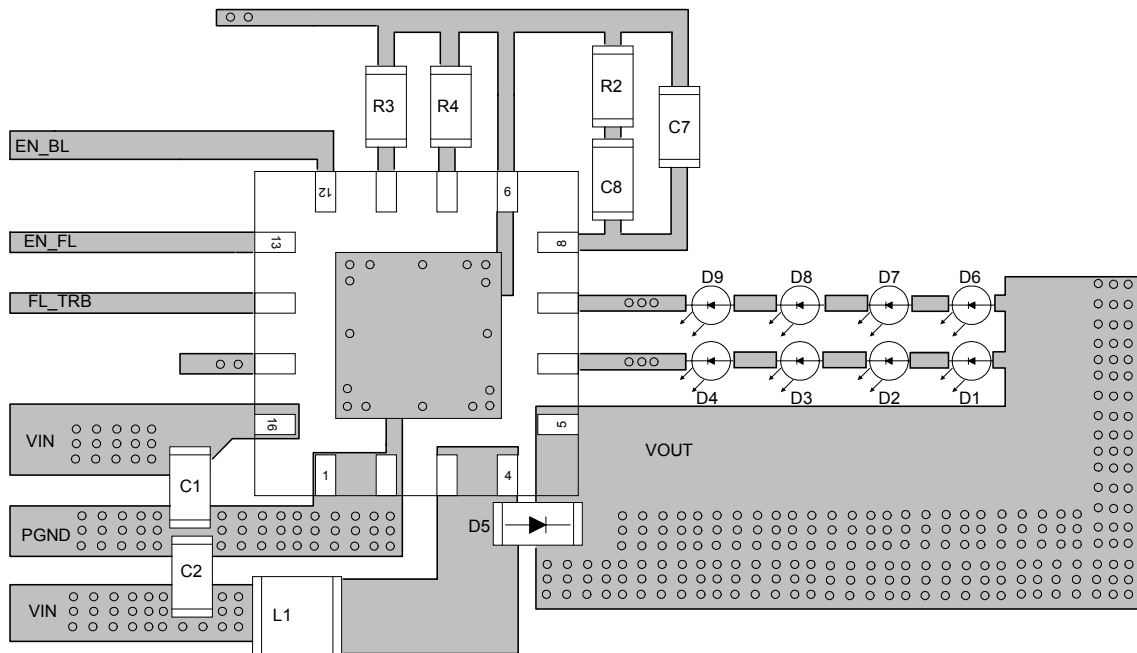 R3
R4
R2
C7
EN_BL
12
9
C8
13
8
EN_FL
FL_TRB
D9
D8
D7
D6
D4
D3
D2
D1
16
5
VIN
VOUT
1
4
C1
D5
PGND
C2
VIN
L1